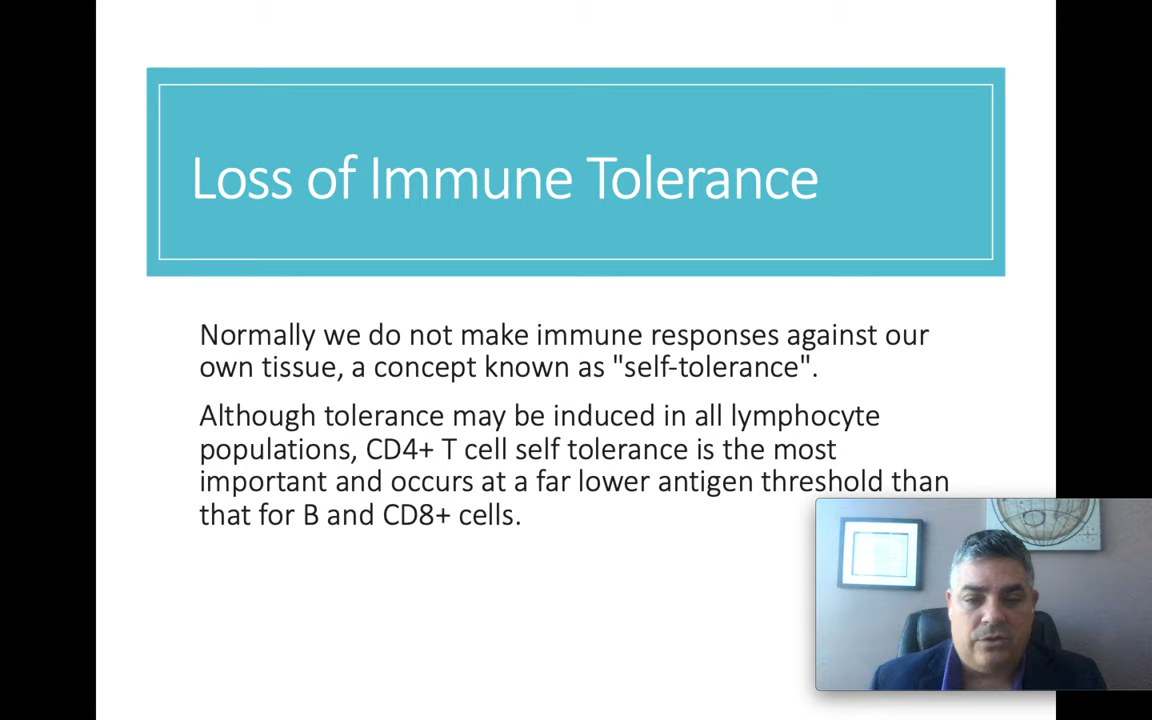 Loss of Immune Tolerance
Normally we do not make immune responses against our
own tissue, a concept known as "self-tolerance".
Although tolerance may be induced in all lymphocyte
populations, CD4+ T cell self tolerance is the most
important and occurs at a far lower antigen threshold than
that for B and CD8+ cells.